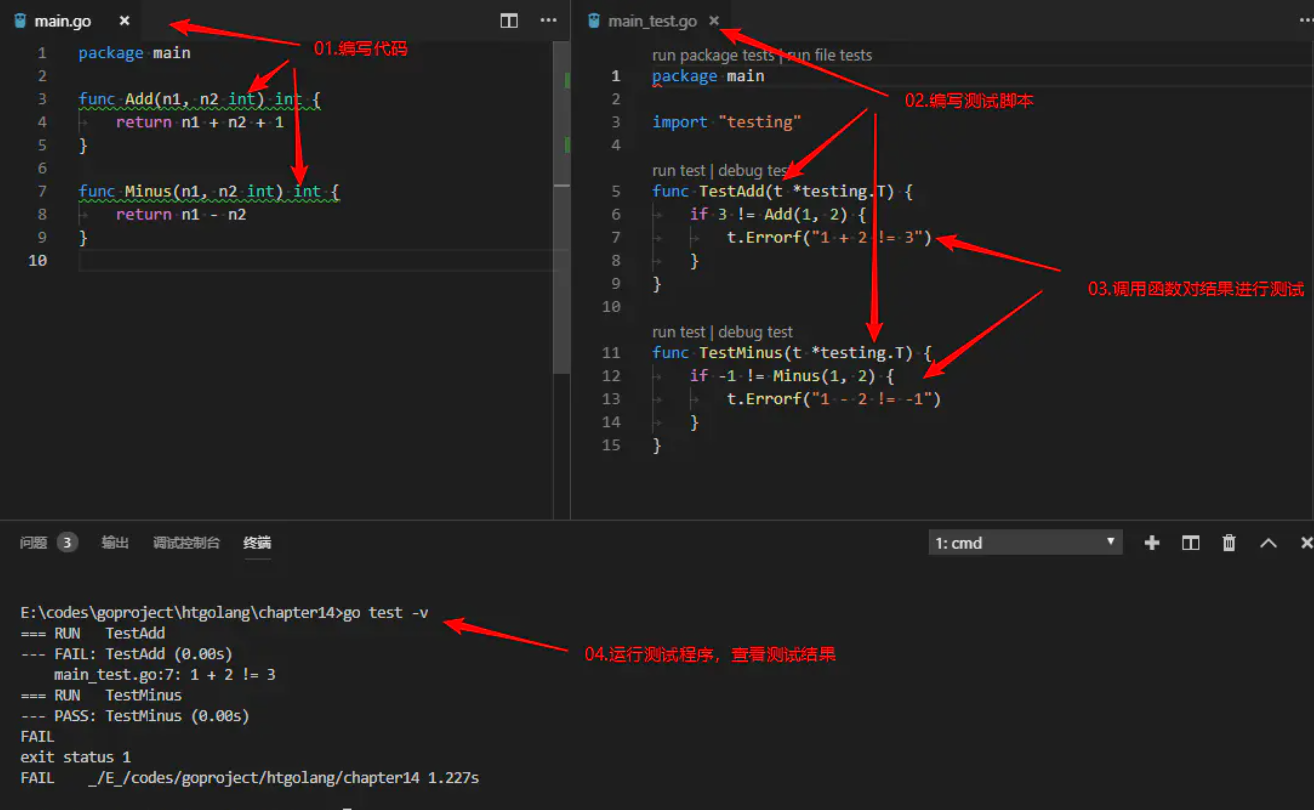 main.go
01.编写代码
1 package main
2
3 func Add(n1, n2 int) int {
4 return n1 + n2 + 1
5 }
6
7 func Minus(n1, n2 int) int {
8 return n1 - n2
9 }
10
main_test.go
run package tests | run file tests
1 package main
02.编写测试脚本
2
3 import "testing"
4
run test | debug test
5 func TestAdd(t *testing.T) {
6 if 3 != Add(1, 2) {
7 t.Errorf("1 + 2 != 3")
8 }
9 }
03.调用函数对结果进行测试
10
run test | debug test
11 func TestMinus(t *testing.T) {
12 if -1 != Minus(1, 2) {
13 t.Errorf("1 - 2 != -1")
14 }
15 }
问题 3 输出 调试控制台 终端 1: cmd
E:\codes\goproject\htgolang\chapter14>go test -v
=== RUN TestAdd
--- FAIL: TestAdd (0.00s)
04.运行测试程序，查看测试结果
main_test.go:7: 1 + 2 != 3
=== RUN TestMinus
--- PASS: TestMinus (0.00s)
FAIL
exit status 1
FAIL _/E_/codes/goproject/htgolang/chapter14 1.227s